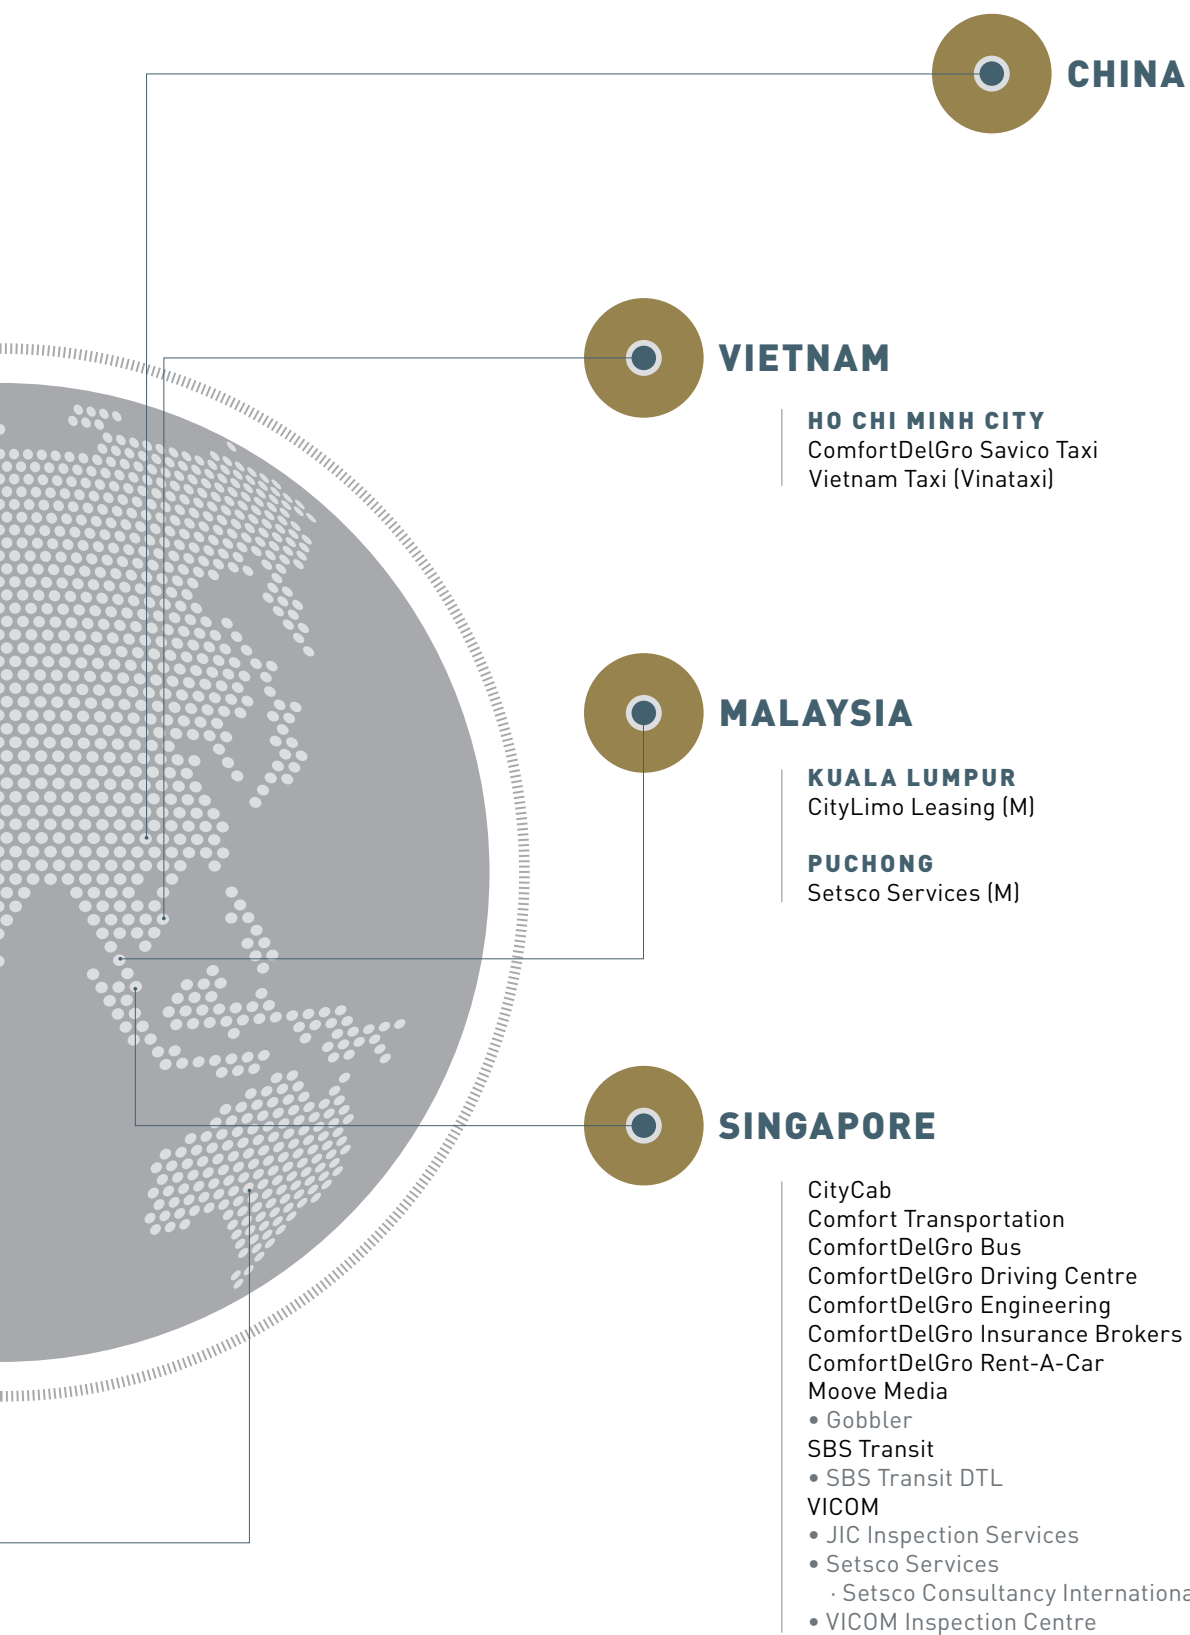 CHINA
VIETNAM
HO CHI MINH CITY
ComfortDelGro Savico Taxi
Vietnam Taxi (Vinataxi)
MALAYSIA
KUALA LUMPUR
CityLimo Leasing (M)
PUCHONG
Setsco Services (M)
SINGAPORE
CityCab
Comfort Transportation
ComfortDelGro Bus
ComfortDelGro Driving Centre
ComfortDelGro Engineering
ComfortDelGro Insurance Brokers
ComfortDelGro Rent-A-Car
Moove Media
• Gobbler
SBS Transit
• SBS Transit DTL
VICOM
• JIC Inspection Services
• Setsco Services
· Setsco Consultancy Internationa
• VICOM Inspection Centre